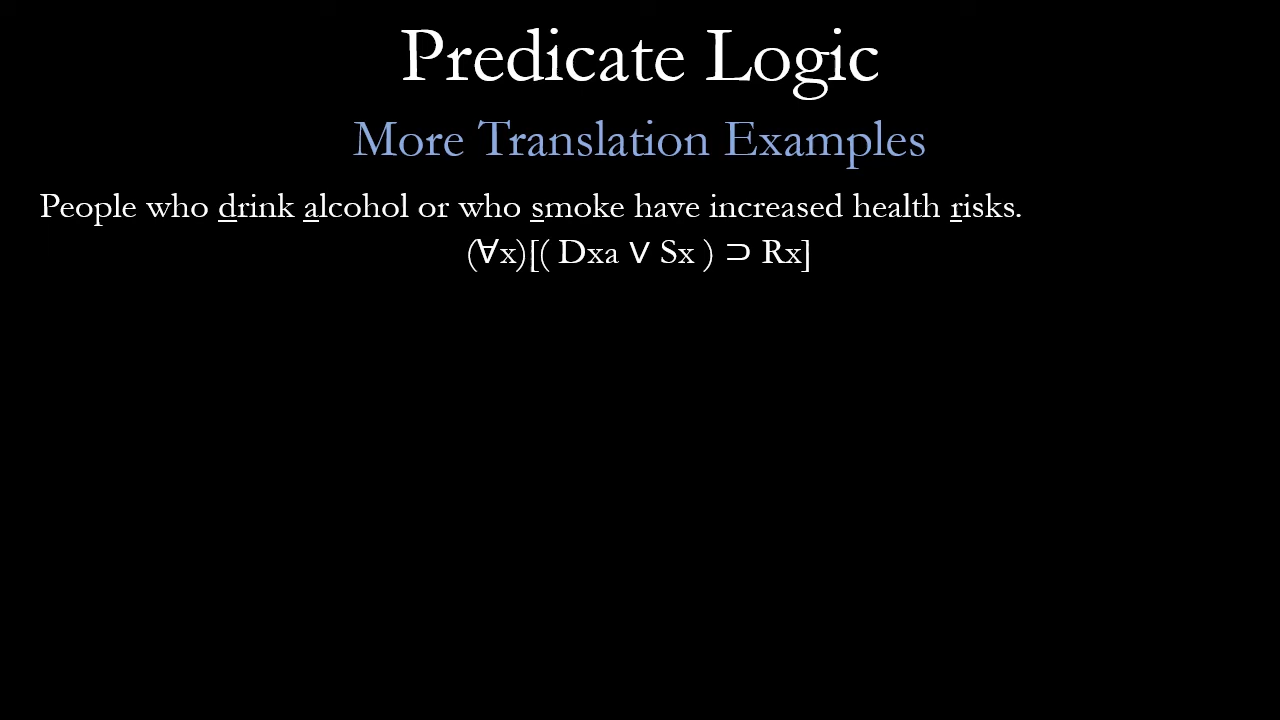 Predicate Logic
More Translation Examples
People who drink alcohol or who smoke have increased health risks.
(∀x)[( Dxa ∨ Sx ) ⊃ Rx]